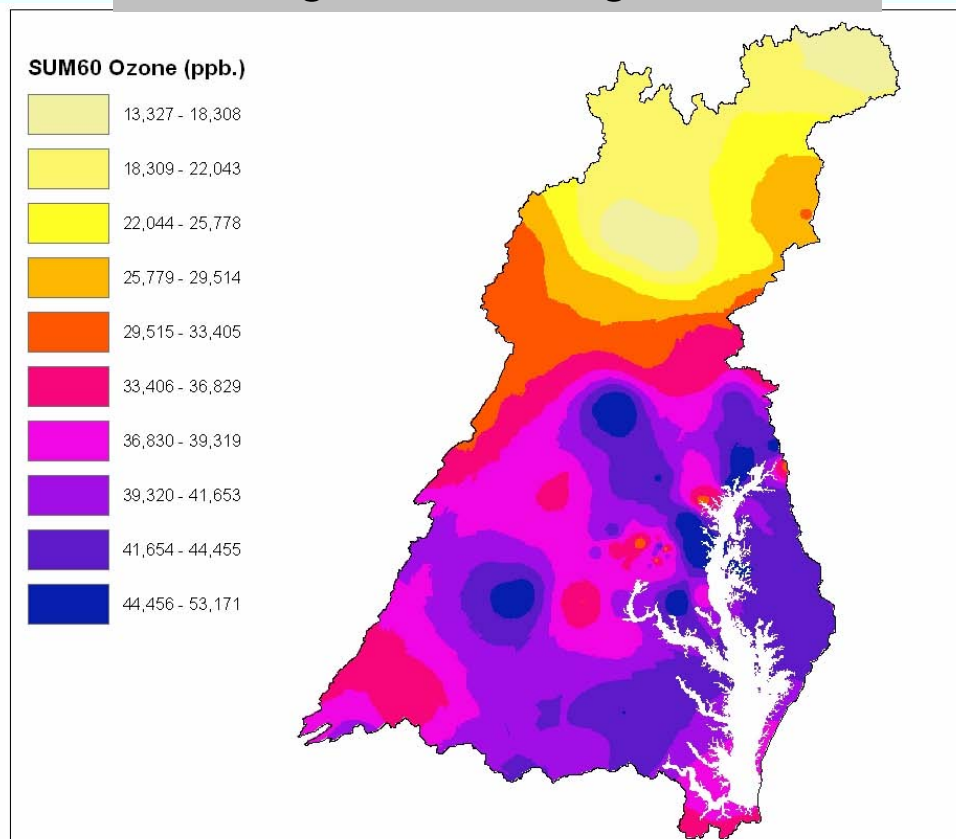 SUM60 Ozone (ppb.)
13,327 - 18,308
18,309 - 22,043
22,044 - 25,778
25,779 - 29,514
29,515 - 33,405
33,406 - 36,829
36,830 - 39,319
39,320 - 41,653
41,654 - 44,455
44,456 - 53,171